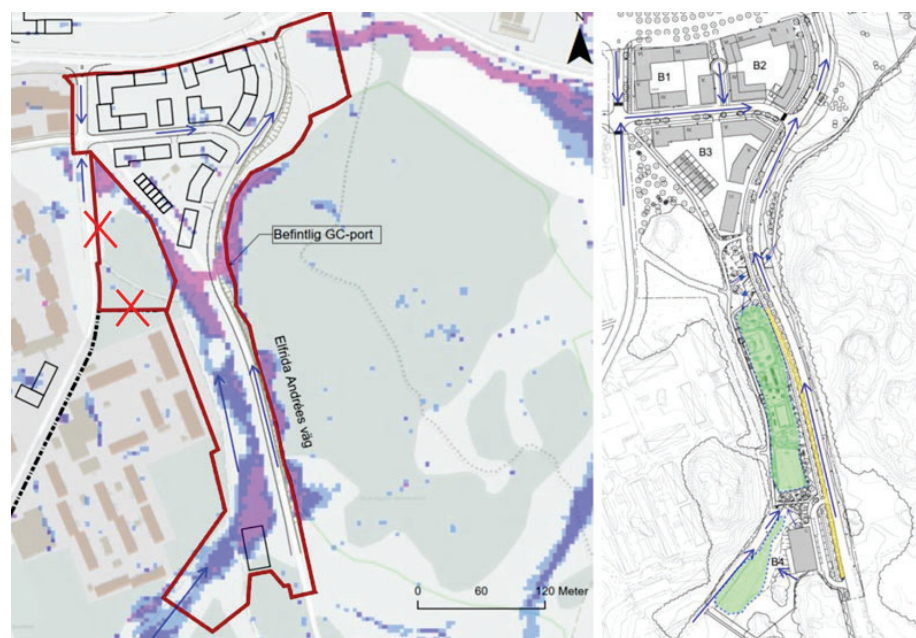 N
Befintlig GC-port
Elfrida Andrées väg
0 60 120 Meter
B1
B2
B3
B4